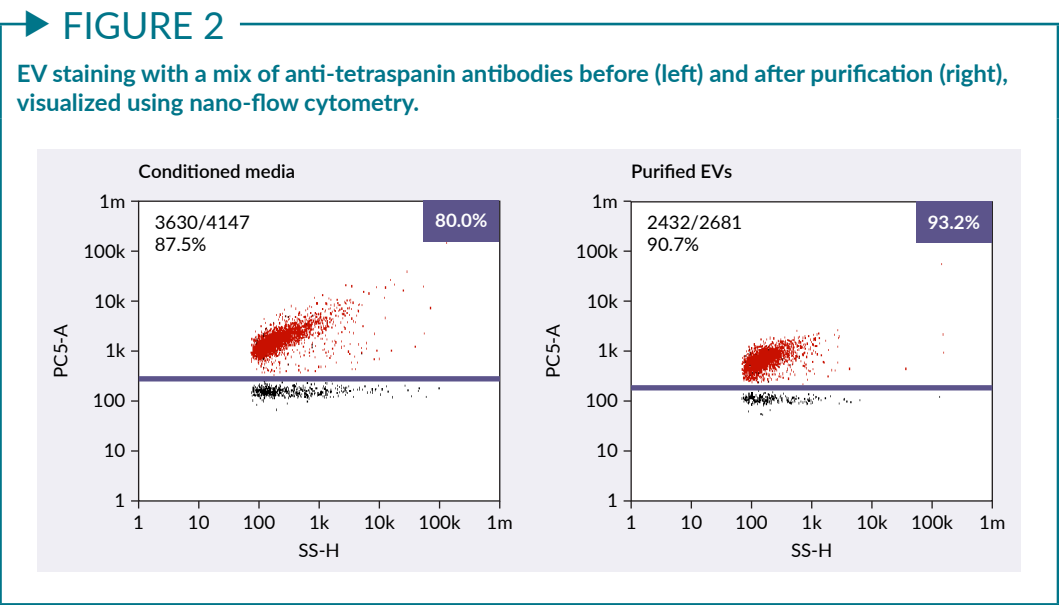 FIGURE 2
EV staining with a mix of anti-tetraspanin antibodies before (left) and after purification (right),
visualized using nano-flow cytometry.
Conditioned media
3630/4147
87.5%
80.0%
1m
100k
10k
1k
100
10
1
PC5-A
1 10 100 1k 10k 100k 1m
SS-H
Purified EVs
2432/2681
90.7%
93.2%
1m
100k
10k
1k
100
10
1
PC5-A
1 10 100 1k 10k 100k 1m
SS-H